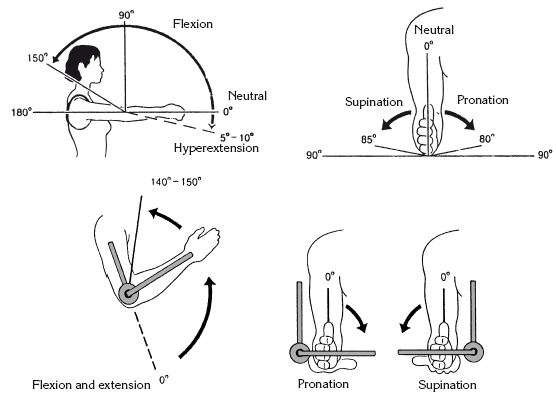 90°
Flexion
150°
Neutral
180°
0°
5°-10°
Hyperextension
Neutral
0°
Supination
Pronation
85°
80°
90°
90°
140°-150°
0°
Flexion and extension
0°
Pronation
0°
Supination